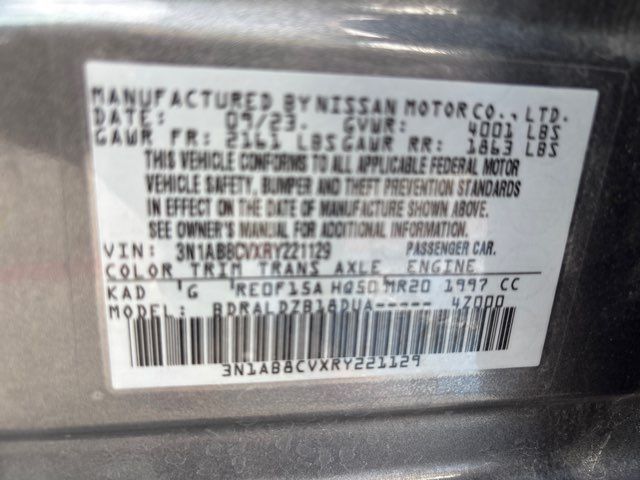 MANUFACTURED BY NISSAN MOTOR CO., LTD.
DATE: 09/23. GVWR: 4001 LBS
GAWR FR: 2161 LBS GAWR RR: 1863 LBS
THIS VEHICLE CONFORMS TO ALL APPLICABLE FEDERAL MOTOR
VEHICLE SAFETY, BUMPER AND THEFT PREVENTION STANDARDS
IN EFFECT ON THE DATE OF MANUFACTURE SHOWN ABOVE.
SEE OWNER'S MANUAL FOR ADDITIONAL INFORMATION.
VIN: 3N1AB8CVXRY221129 PASSENGER CAR.
COLOR TRIM TRANS AXLE ENGINE
KAD G RE0F15A HQ50 MR20 1997 CC
MODEL: BDRALDZB18DUA----- 4Z000
3N1AB8CVXRY221129